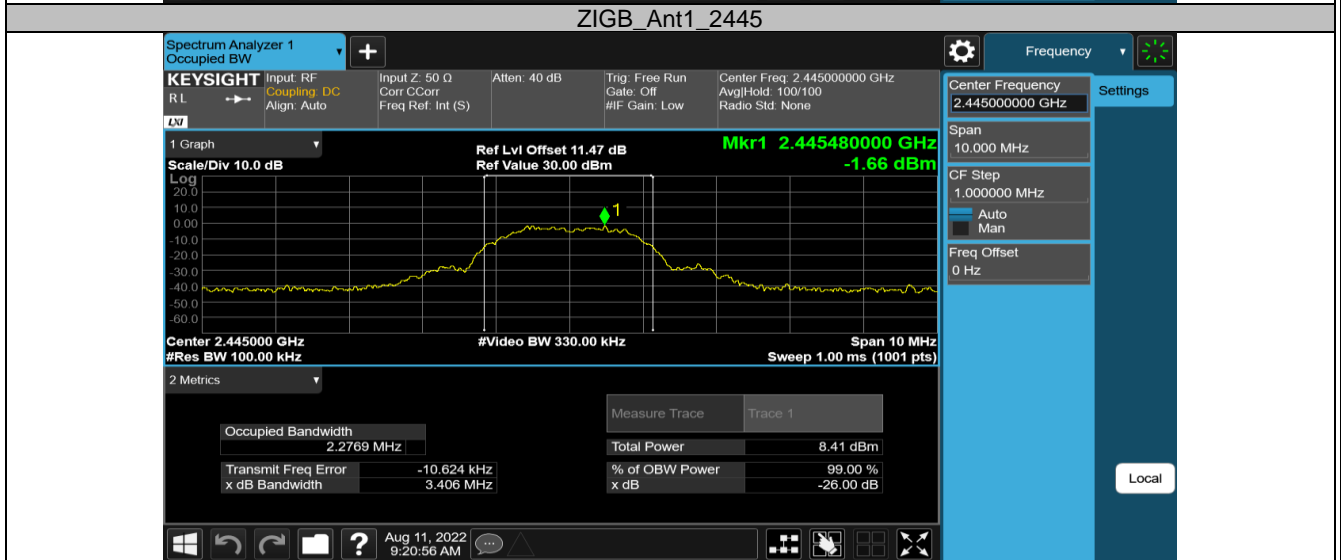 ZIGB_Ant1_2445
Spectrum Analyzer 1
Occupied BW
Frequency
KEYSIGHT
R L
LXI
Input: RF
Coupling: DC
Align: Auto
Input Z: 50 Ω
Corr CCorr
Freq Ref: Int (S)
Atten: 40 dB
Trig: Free Run
Gate: Off
#IF Gain: Low
Center Freq: 2.445000000 GHz
Avg|Hold: 100/100
Radio Std: None
Center Frequency
2.445000000 GHz
Settings
Span
10.000 MHz
CF Step
1.000000 MHz
Auto
Man
Freq Offset
0 Hz
1 Graph
Scale/Div 10.0 dB
Ref Lvl Offset 11.47 dB
Ref Value 30.00 dBm
Mkr1 2.445480000 GHz
-1.66 dBm
Log
20.0
10.0
0.00
-10.0
-20.0
-30.0
-40.0
-50.0
-60.0
1
Center 2.445000 GHz
#Res BW 100.00 kHz
#Video BW 330.00 kHz
Span 10 MHz
Sweep 1.00 ms (1001 pts)
2 Metrics
Measure Trace Trace 1
Occupied Bandwidth
2.2769 MHz
Total Power 8.41 dBm
Transmit Freq Error -10.624 kHz
% of OBW Power 99.00 %
x dB Bandwidth 3.406 MHz
x dB -26.00 dB
Local
Aug 11, 2022
9:20:56 AM